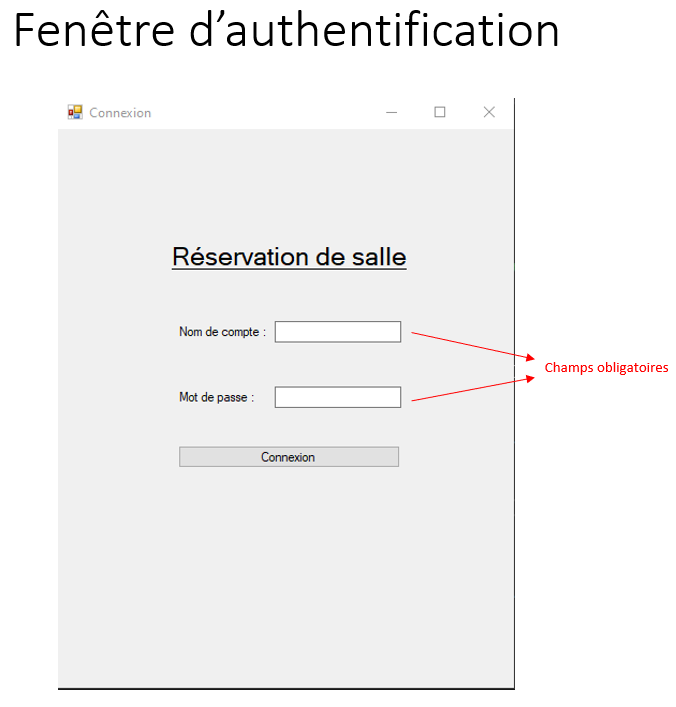 Fenêtre d’authentification
Connexion
Réservation de salle
Nom de compte :
Champs obligatoires
Mot de passe :
Connexion